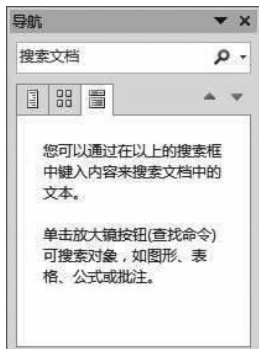 导航
搜索文档
您可以通过在以上的搜索框
中键入内容来搜索文档中的
文本。
单击放大镜按钮(查找命令)
可搜索对象，如图形、表
格、公式或批注。